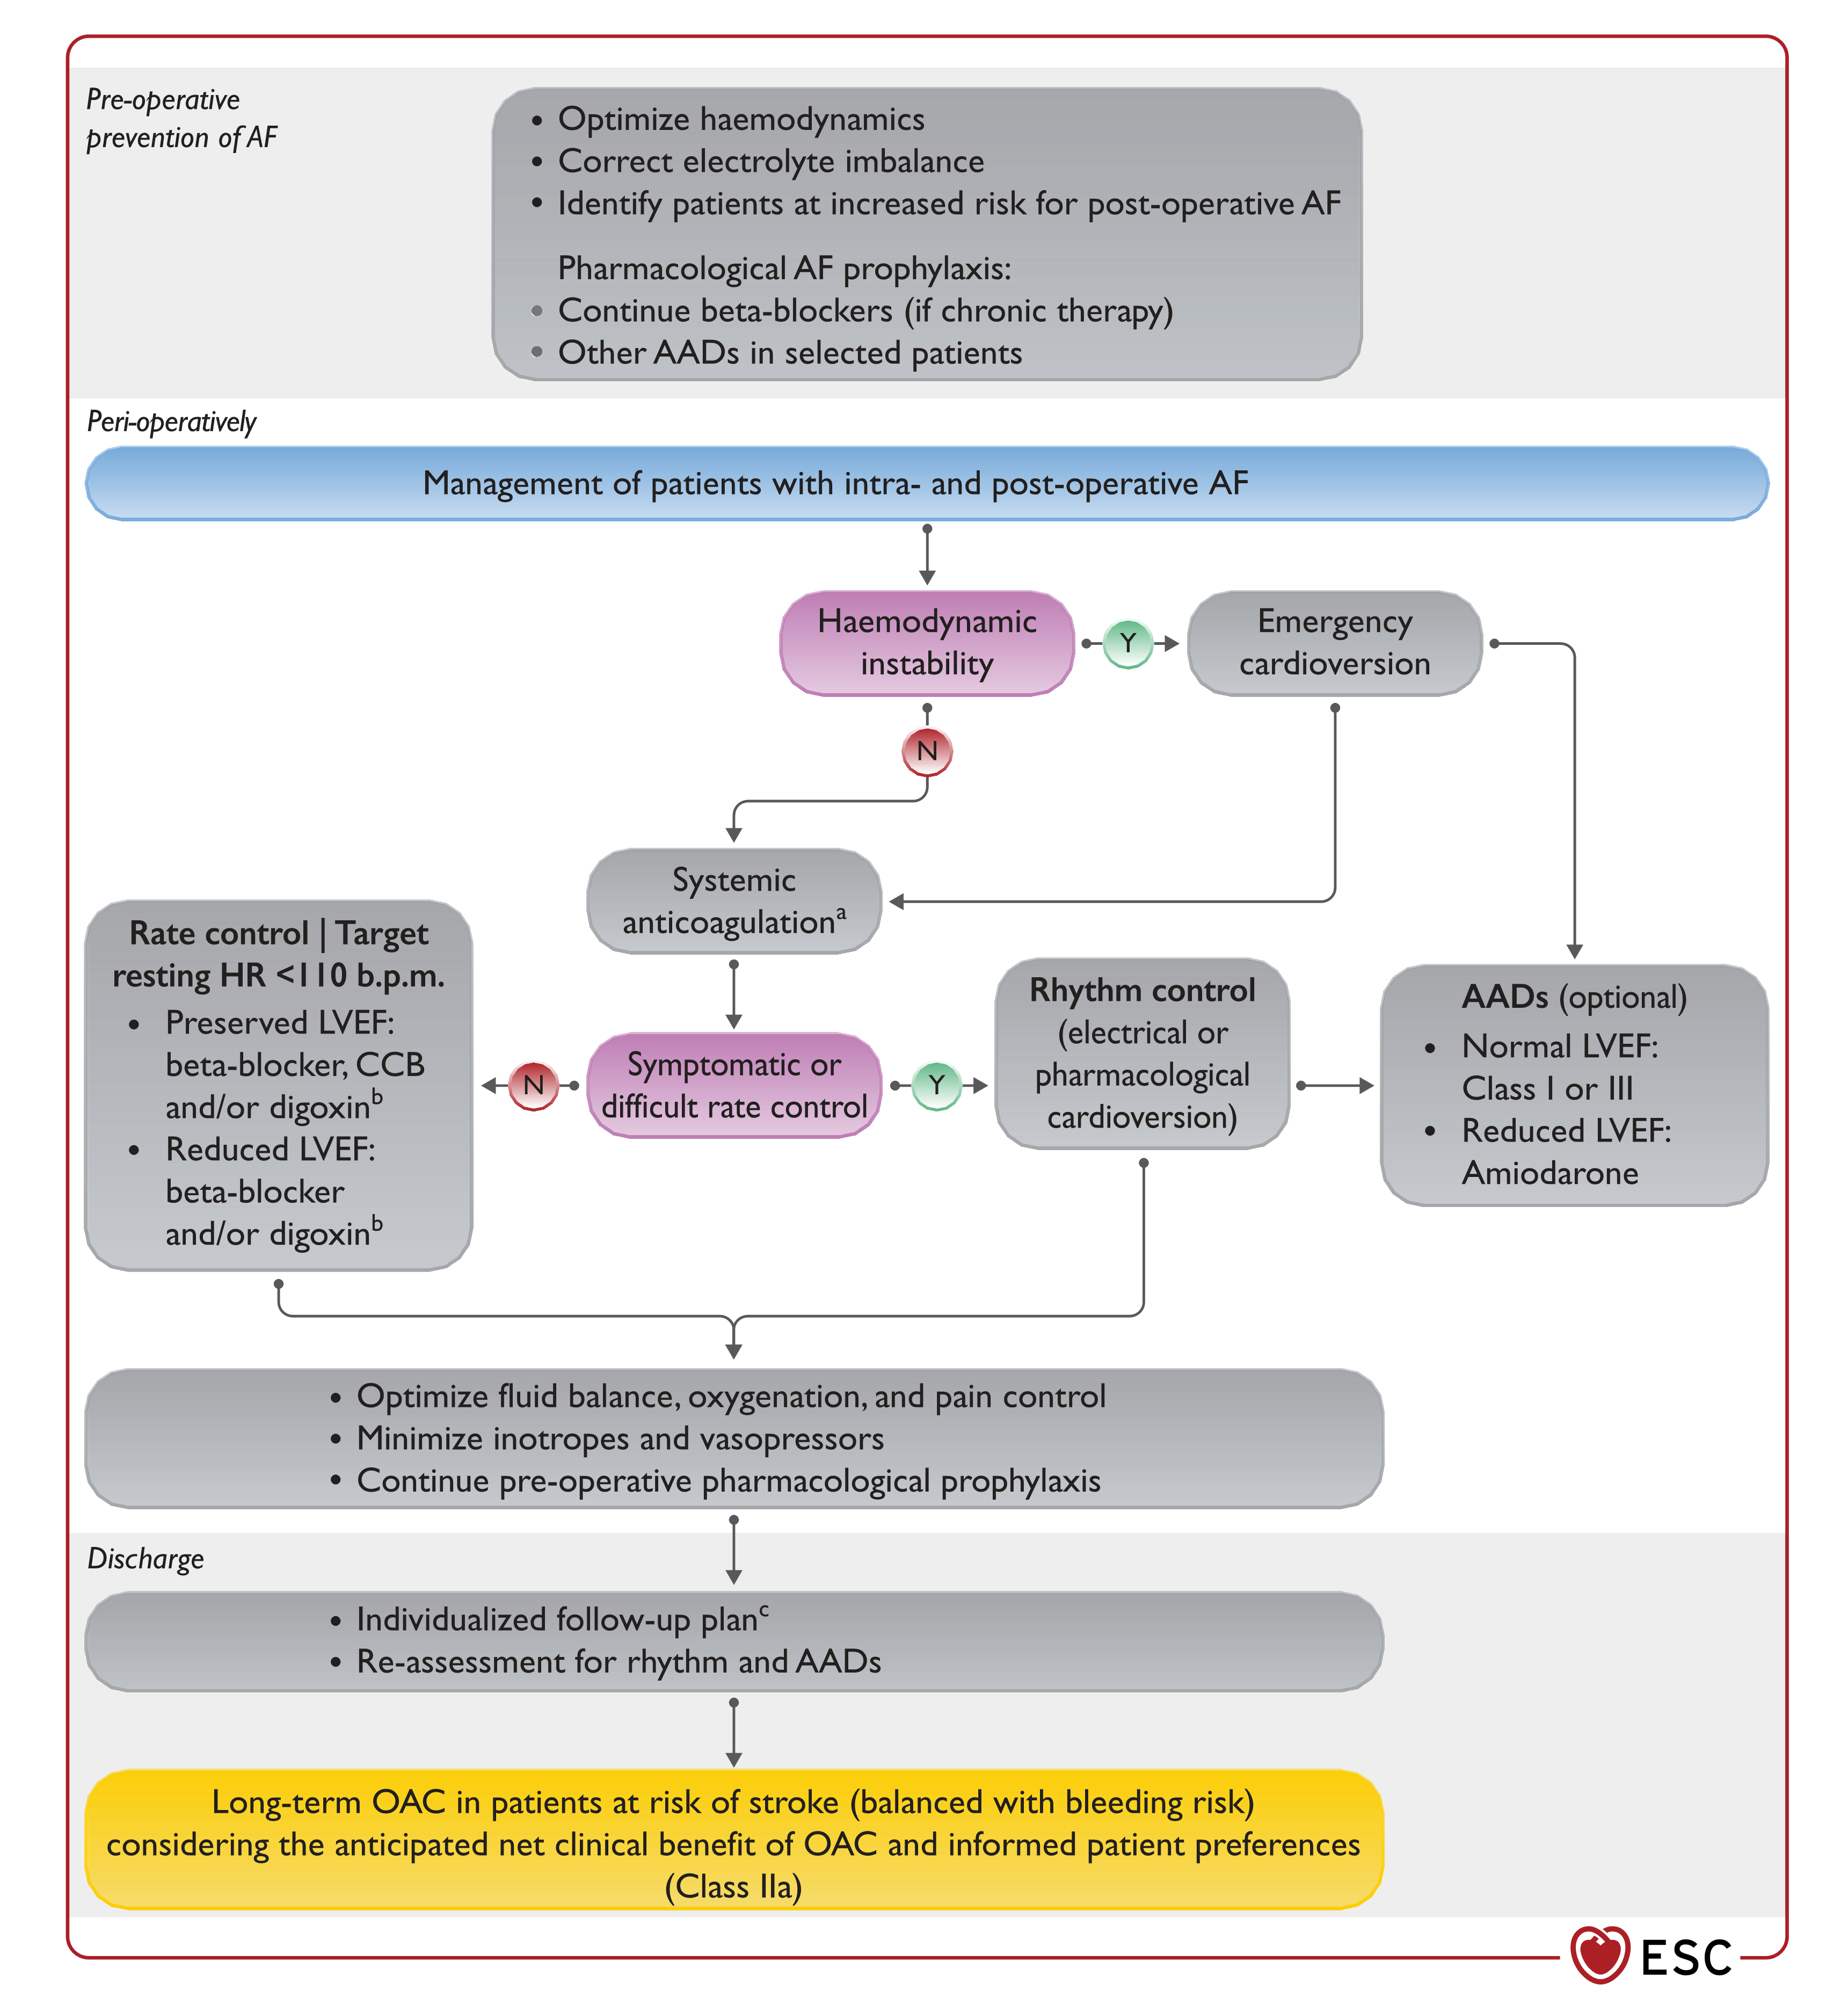 Pre-operative
prevention of AF
• Optimize haemodynamics
• Correct electrolyte imbalance
• Identify patients at increased risk for post-operative AF
Pharmacological AF prophylaxis:
• Continue beta-blockers (if chronic therapy)
• Other AADs in selected patients
Peri-operatively
Management of patients with intra- and post-operative AF
Haemodynamic
instability
Y
Emergency
cardioversion
N
Systemic
anticoagulationᵃ
Rate control | Target
resting HR <110 b.p.m.
• Preserved LVEF:
beta-blocker, CCB
and/or digoxinᵇ
• Reduced LVEF:
beta-blocker
and/or digoxinᵇ
N
Symptomatic or
difficult rate control
Y
Rhythm control
(electrical or
pharmacological
cardioversion)
AADs (optional)
• Normal LVEF:
Class I or III
• Reduced LVEF:
Amiodarone
• Optimize fluid balance, oxygenation, and pain control
• Minimize inotropes and vasopressors
• Continue pre-operative pharmacological prophylaxis
Discharge
• Individualized follow-up planᶜ
• Re-assessment for rhythm and AADs
Long-term OAC in patients at risk of stroke (balanced with bleeding risk)
considering the anticipated net clinical benefit of OAC and informed patient preferences
(Class IIa)
ESC